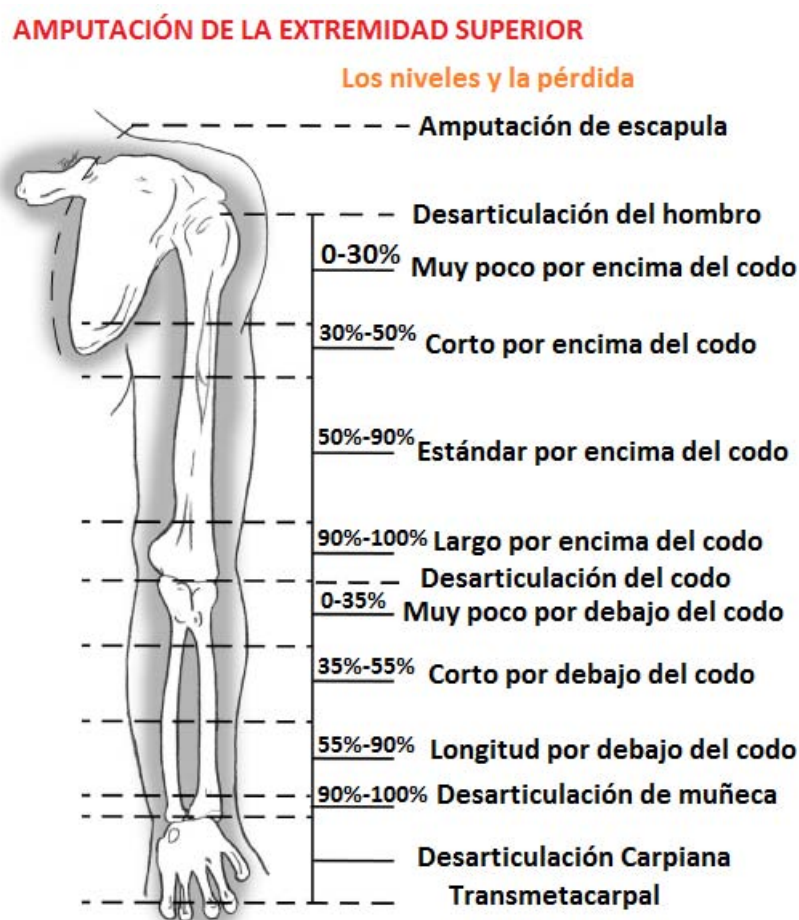 AMPUTACIÓN DE LA EXTREMIDAD SUPERIOR
Los niveles y la pérdida
Amputación de escapula
Desarticulación del hombro
0-30% Muy poco por encima del codo
30%-50% Corto por encima del codo
50%-90% Estándar por encima del codo
90%-100% Largo por encima del codo
Desarticulación del codo
0-35% Muy poco por debajo del codo
35%-55% Corto por debajo del codo
55%-90% Longitud por debajo del codo
90%-100% Desarticulación de muñeca
Desarticulación Carpiana
Transmetacarpal